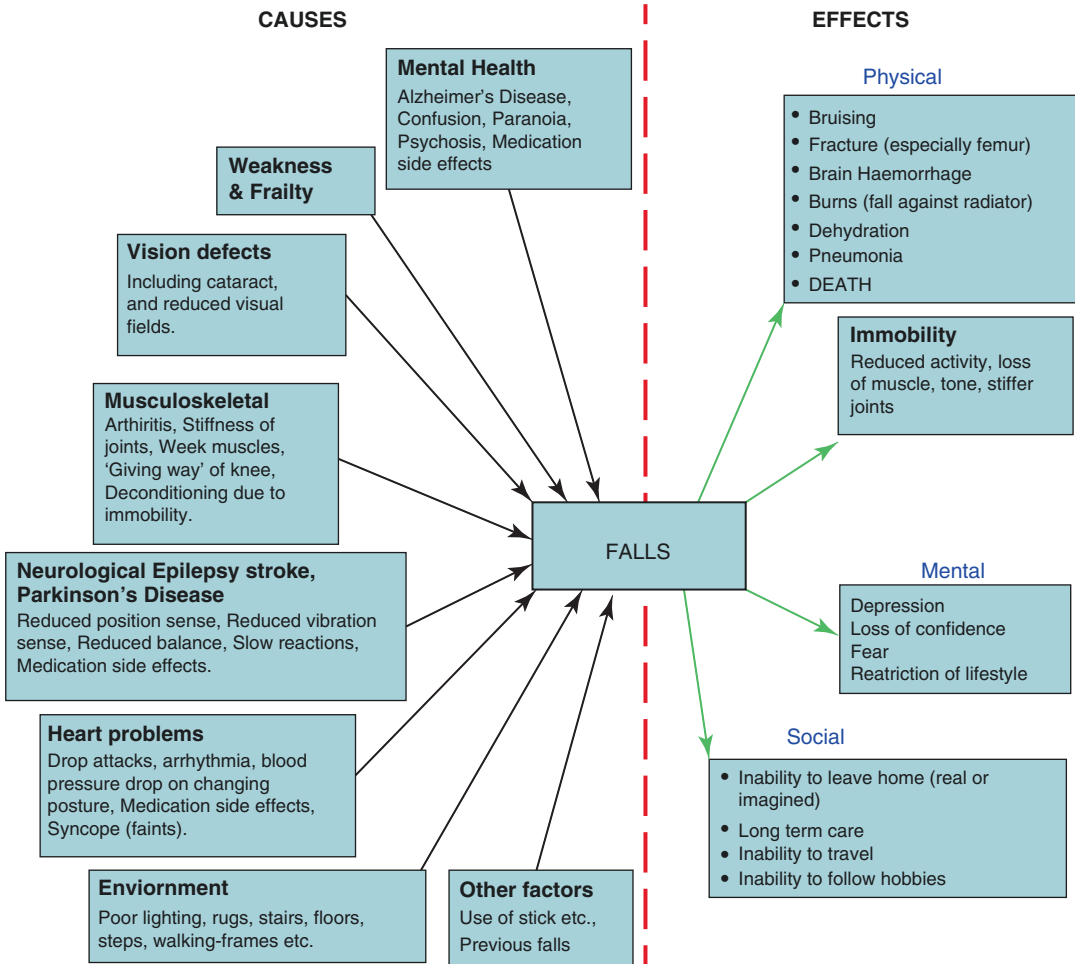 CAUSES
EFFECTS
Mental Health
Alzheimer's Disease,
Confusion, Paranoia,
Psychosis, Medication
side effects
Weakness
& Frailty
Vision defects
Including cataract,
and reduced visual
fields.
Musculoskeletal
Arthiritis, Stiffness of
joints, Week muscles,
‘Giving way’ of knee,
Deconditioning due to
immobility.
Neurological Epilepsy stroke,
Parkinson's Disease
Reduced position sense, Reduced vibration
sense, Reduced balance, Slow reactions,
Medication side effects.
Heart problems
Drop attacks, arrhythmia, blood
pressure drop on changing
posture, Medication side effects,
Syncope (faints).
Enviornment
Poor lighting, rugs, stairs, floors,
steps, walking-frames etc.
Other factors
Use of stick etc.,
Previous falls
FALLS
Physical
• Bruising
• Fracture (especially femur)
• Brain Haemorrhage
• Burns (fall against radiator)
• Dehydration
• Pneumonia
• DEATH
Immobility
Reduced activity, loss
of muscle, tone, stiffer
joints
Mental
Depression
Loss of confidence
Fear
Reatriction of lifestyle
Social
• Inability to leave home (real or
imagined)
• Long term care
• Inability to travel
• Inability to follow hobbies